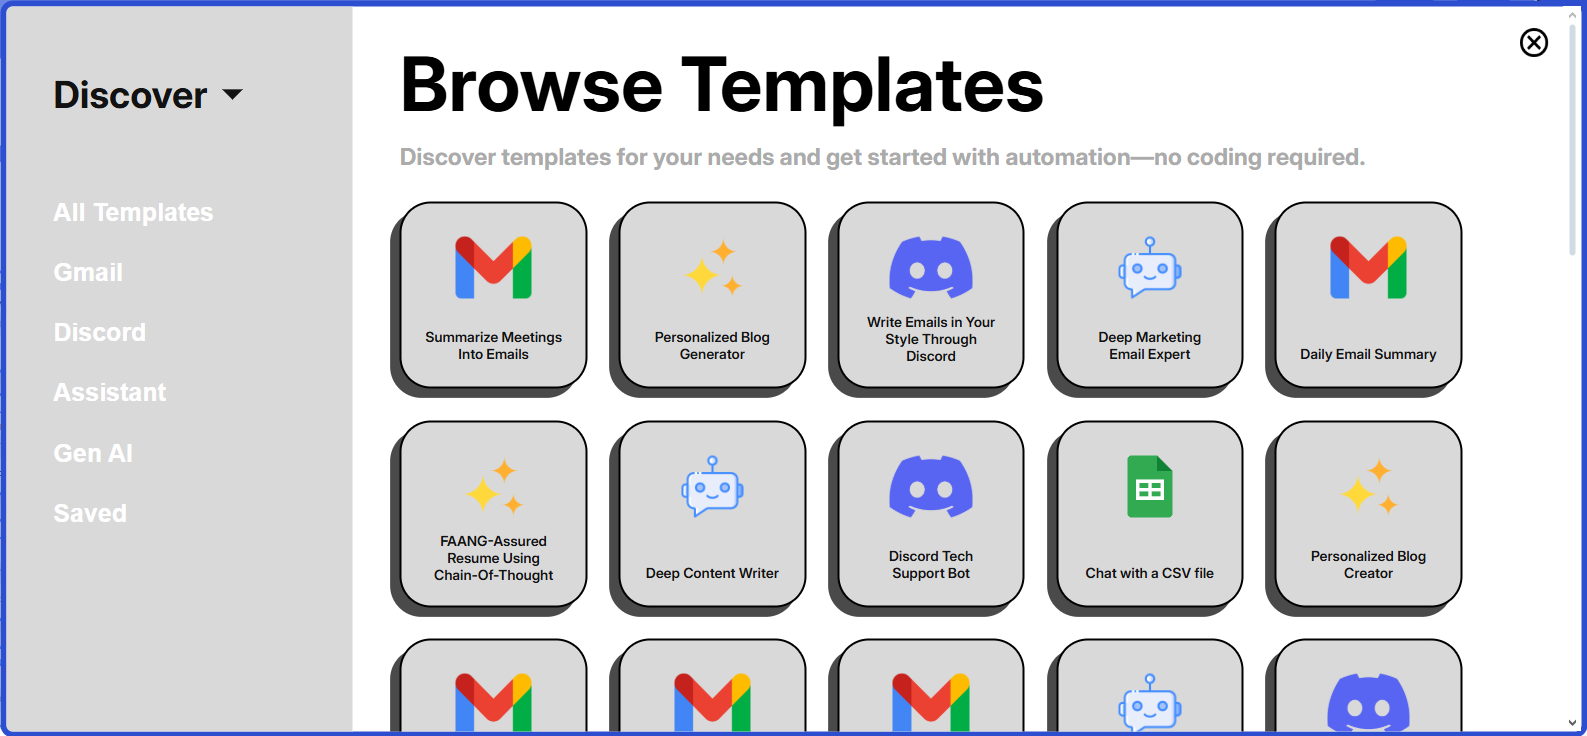 Discover
All Templates
Gmail
Discord
Assistant
Gen AI
Saved
Browse Templates
Discover templates for your needs and get started with automation—no coding required.
Summarize Meetings
Into Emails
Personalized Blog
Generator
Write Emails in Your
Style Through
Discord
Deep Marketing
Email Expert
Daily Email Summary
FAANG-Assured
Resume Using
Chain-Of-Thought
Deep Content Writer
Discord Tech
Support Bot
Chat with a CSV file
Personalized Blog
Creator